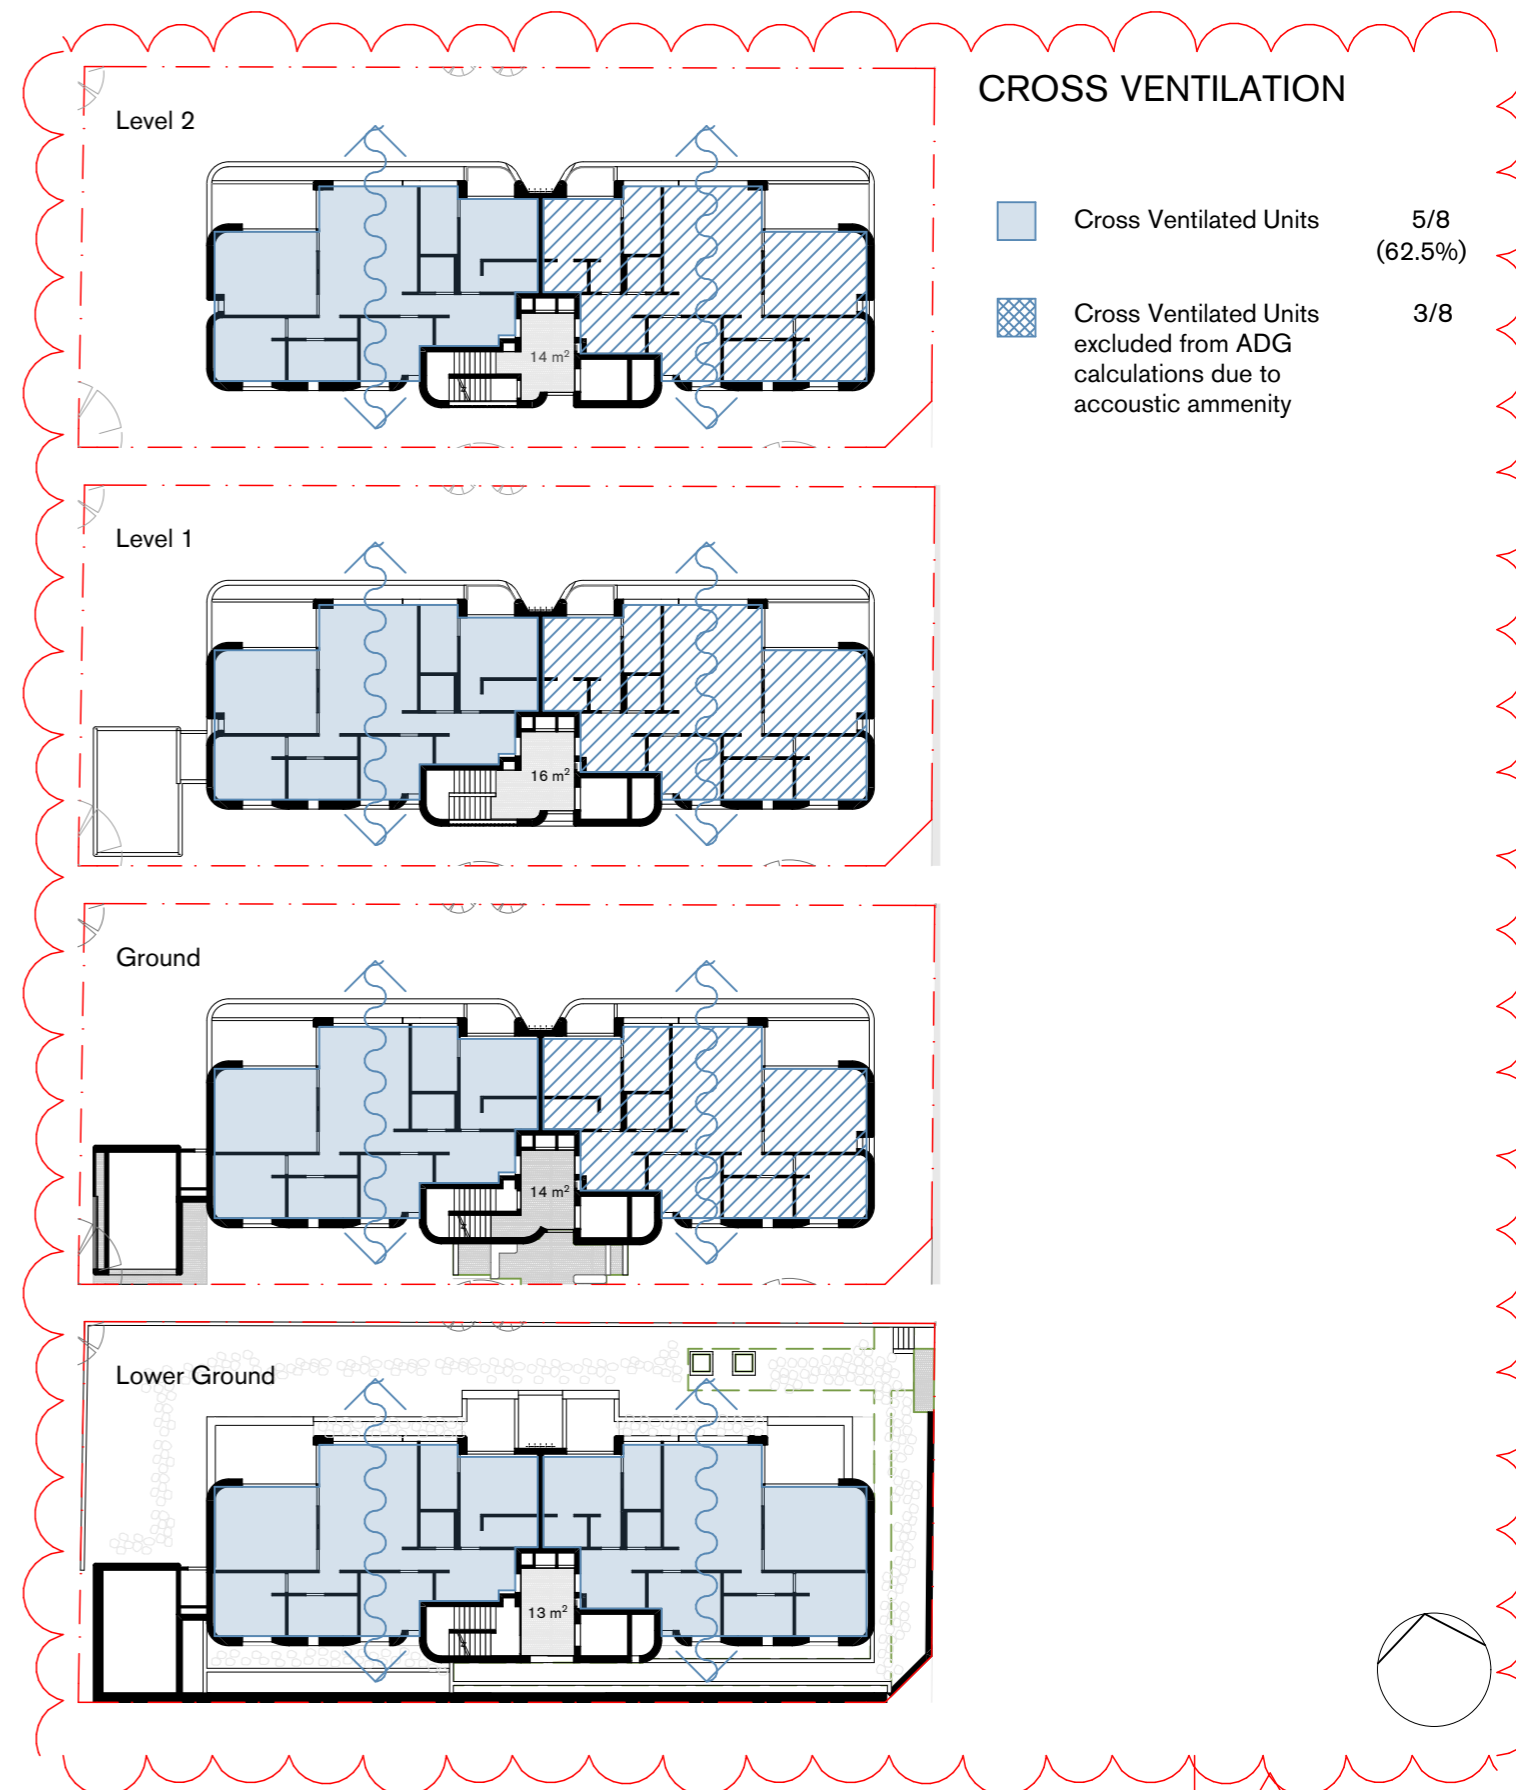 CROSS VENTILATION
Cross Ventilated Units 5/8
(62.5%)
Cross Ventilated Units 3/8
excluded from ADG
calculations due to
accoustic ammenity
Level 2
14 m²
Level 1
16 m²
Ground
14 m²
Lower Ground
13 m²